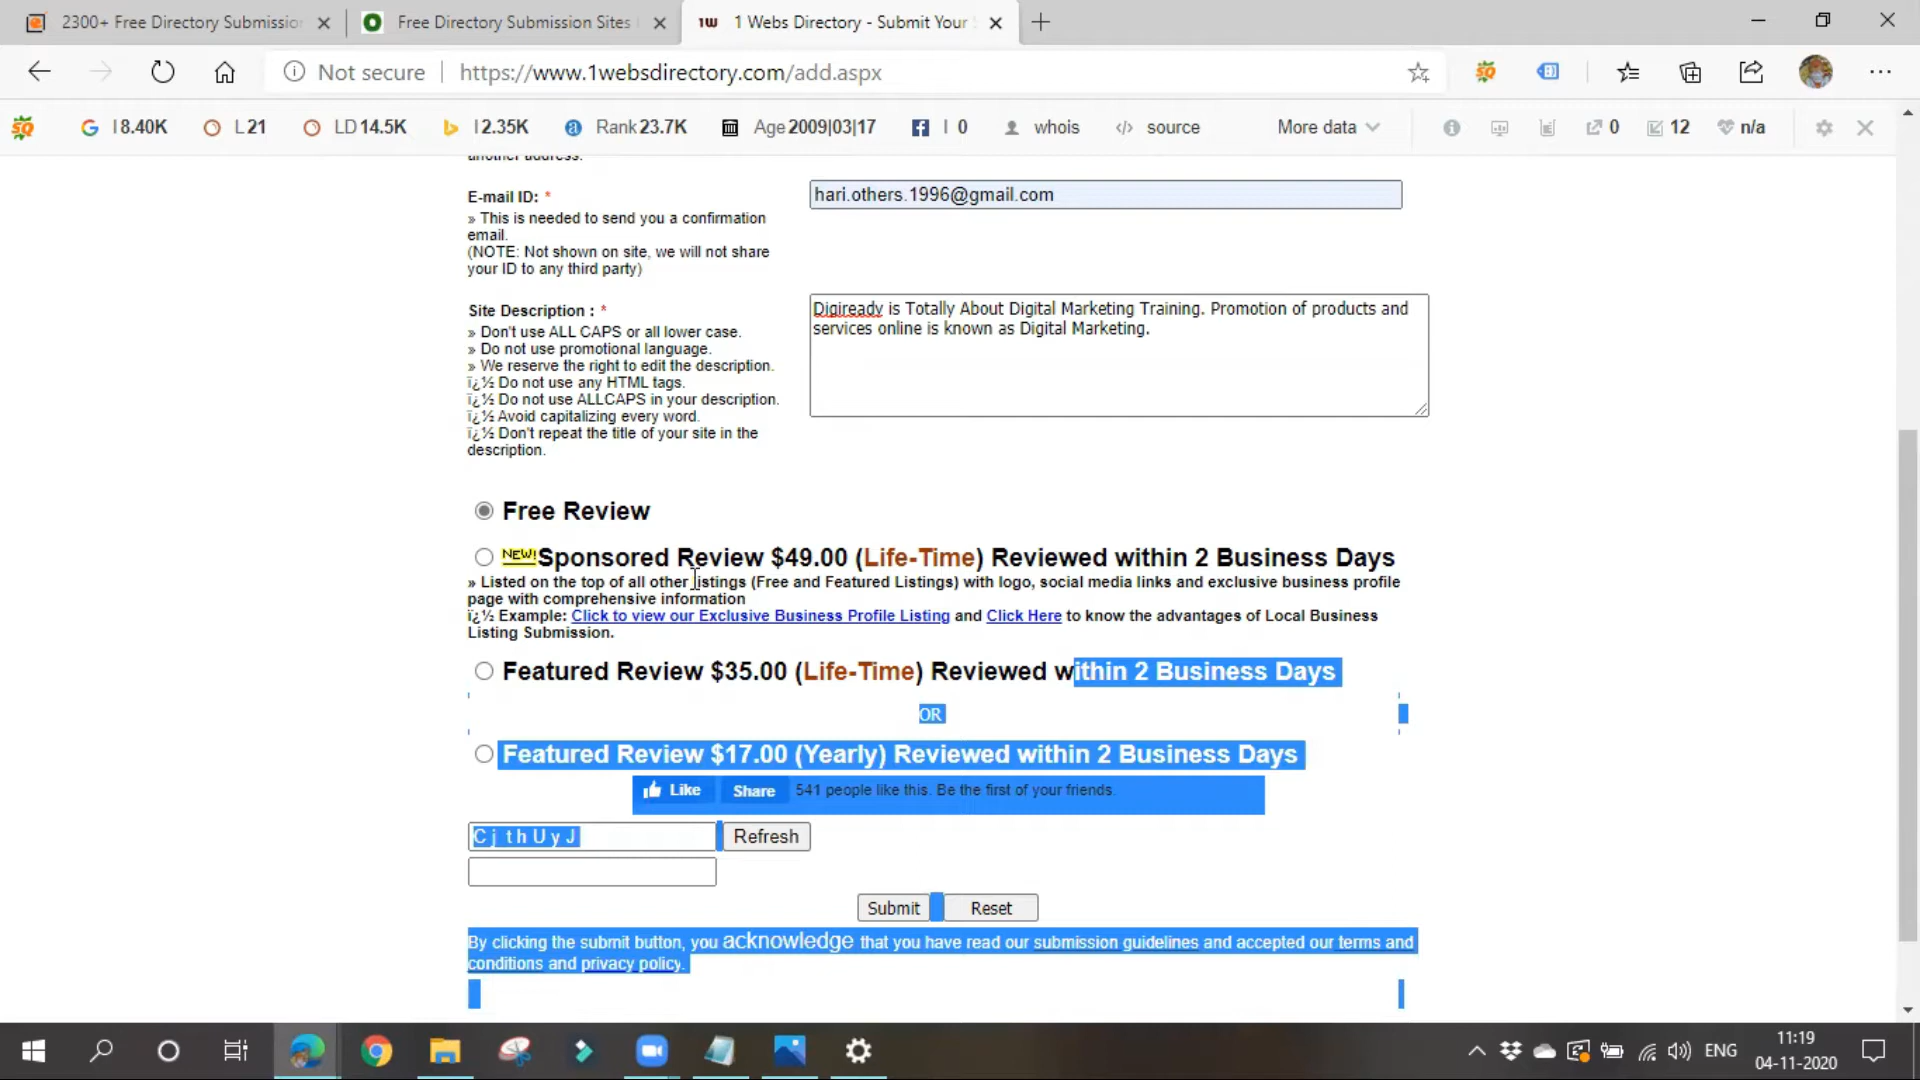 2300+ Free Directory Submissio
Free Directory Submission Sites
1W 1 Webs Directory - Submit Your
Not secure https://www.1websdirectory.com/add.aspx
SQ
I 8.40K L 21 LD 14.5K I 2.35K Rank 23.7K Age 2009|03|17 I 0 whois source More data 0 12 n/a
another address.
E-mail ID: *
hari.others.1996@gmail.com
» This is needed to send you a confirmation
email.
(NOTE: Not shown on site, we will not share
your ID to any third party)
Site Description : *
Digiready is Totally About Digital Marketing Training. Promotion of products and
services online is known as Digital Marketing.
» Don't use ALL CAPS or all lower case.
» Do not use promotional language.
» We reserve the right to edit the description.
ï¿½ Do not use any HTML tags.
ï¿½ Do not use ALLCAPS in your description.
ï¿½ Avoid capitalizing every word.
ï¿½ Don't repeat the title of your site in the
description.
Free Review
NEW! Sponsored Review $49.00 (Life-Time) Reviewed within 2 Business Days
» Listed on the top of all other listings (Free and Featured Listings) with logo, social media links and exclusive business profile
page with comprehensive information
ï¿½ Example: Click to view our Exclusive Business Profile Listing and Click Here to know the advantages of Local Business
Listing Submission.
Featured Review $35.00 (Life-Time) Reviewed within 2 Business Days
OR
Featured Review $17.00 (Yearly) Reviewed within 2 Business Days
Like Share 541 people like this. Be the first of your friends.
C j t h U y J Refresh
Submit Reset
By clicking the submit button, you acknowledge that you have read our submission guidelines and accepted our terms and
conditions and privacy policy.
ENG
11:19
04-11-2020